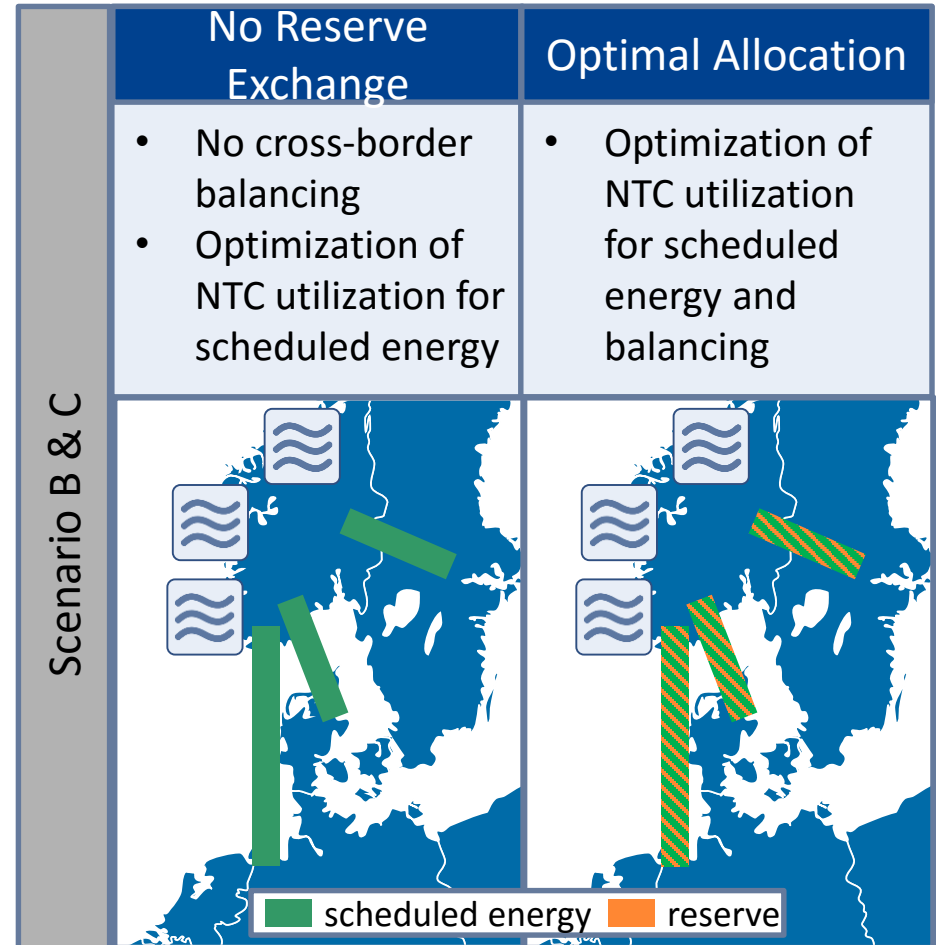 No Reserve
Exchange
Optimal Allocation
• No cross-border
balancing
• Optimization of
NTC utilization for
scheduled energy
• Optimization of
NTC utilization
for scheduled
energy and
balancing
Scenario B & C
scheduled energy
reserve